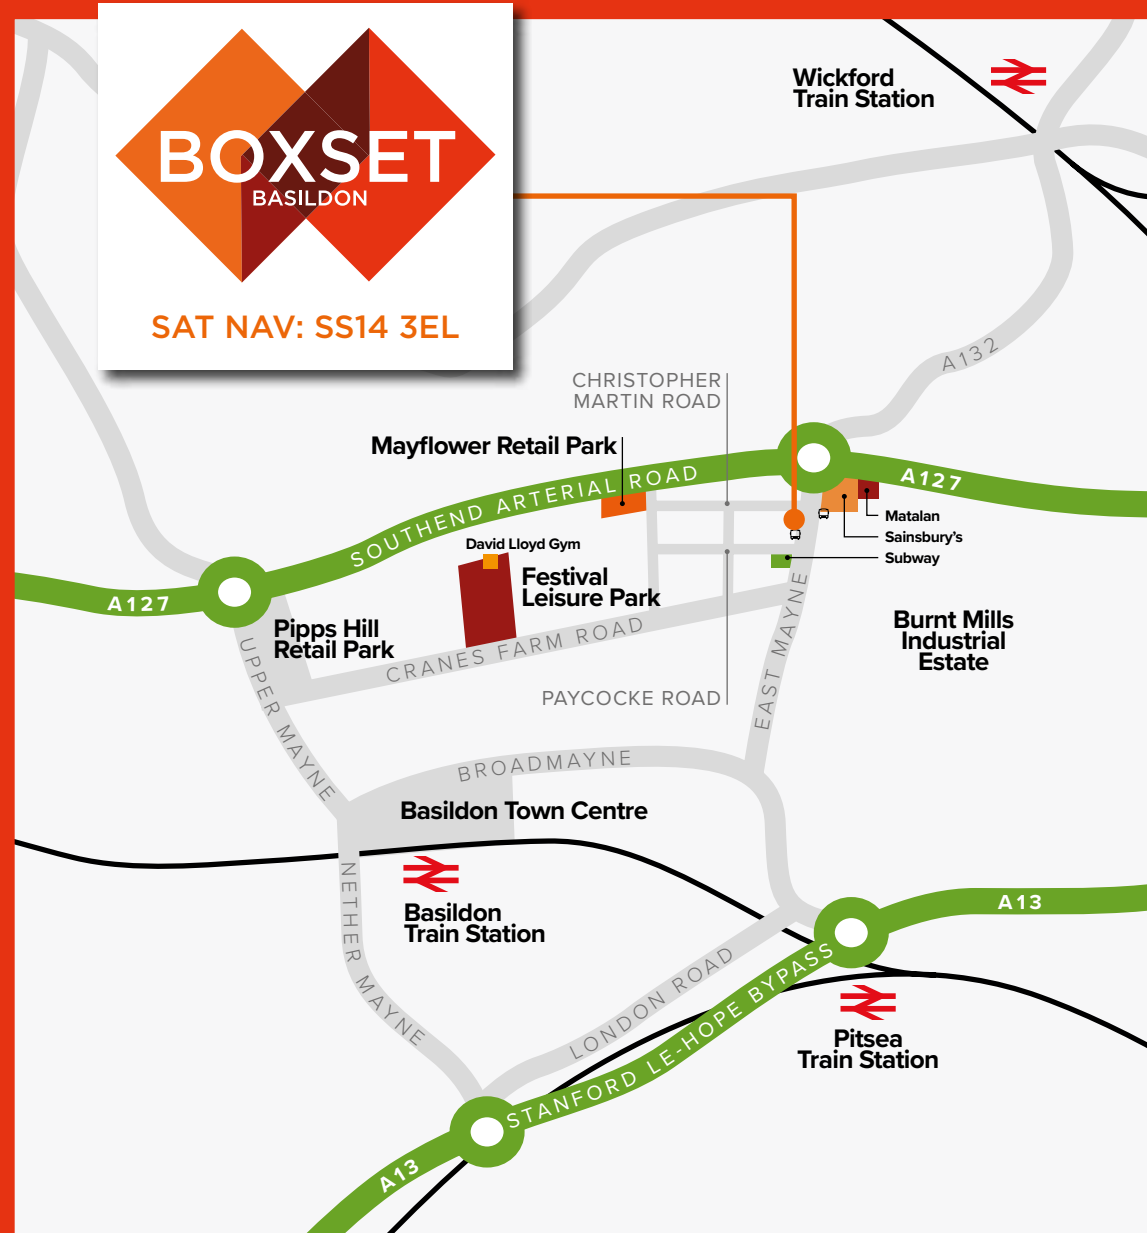 BOXSET
BASILDON
SAT NAV: SS14 3EL
Wickford
Train Station
A132
CHRISTOPHER
MARTIN ROAD
Mayflower Retail Park
SOUTHEND ARTERIAL ROAD
A127
Matalan
Sainsbury's
Subway
David Lloyd Gym
Festival
Leisure Park
A127
Pipps Hill
Retail Park
CRANES FARM ROAD
UPPER MAYNE
EAST MAYNE
Burnt Mills
Industrial
Estate
PAYCOCKE ROAD
BROADMAYNE
Basildon Town Centre
NETHER MAYNE
Basildon
Train Station
A13
LONDON ROAD
STANFORD LE-HOPE BYPASS
Pitsea
Train Station
A13